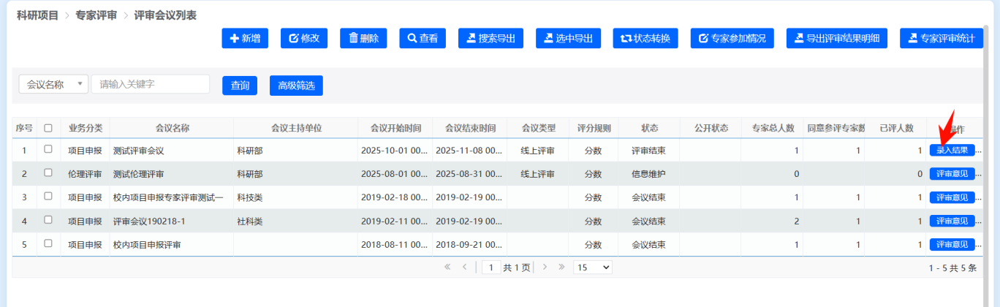 科研项目 > 专家评审 > 评审会议列表
新增 修改 删除 查看 搜索导出 选中导出 状态转换 专家参加情况 导出评审结果明细 专家评审统计
会议名称 请输入关键字 查询 高级筛选
序号 业务分类 会议名称 会议主持单位 会议开始时间 会议结束时间 会议类型 评分规则 状态 公开状态 专家总人数 同意参评专家数 已评人数 操作
1 项目申报 测试评审会议 科研部 2025-10-01 00... 2025-11-08 00... 线上评审 分数 评审结束 1 1 1 录入结果 ...
2 伦理评审 测试伦理评审 科研部 2025-08-01 00... 2025-08-31 00... 线上评审 分数 信息维护 0 0 评审意见 ...
3 项目申报 校内项目申报专家评审测试一 科技类 2019-02-18 00... 2019-02-19 00... 分数 会议结束 1 1 1 评审意见 ...
4 项目申报 评审会议190218-1 社科类 2019-02-11 00... 2019-02-19 00... 分数 会议结束 2 1 1 评审意见 ...
5 项目申报 校内项目申报评审 2018-08-11 00... 2018-09-21 00... 分数 会议结束 1 1 1 评审意见 ...
1 共 1 页 15 1 - 5 共 5 条